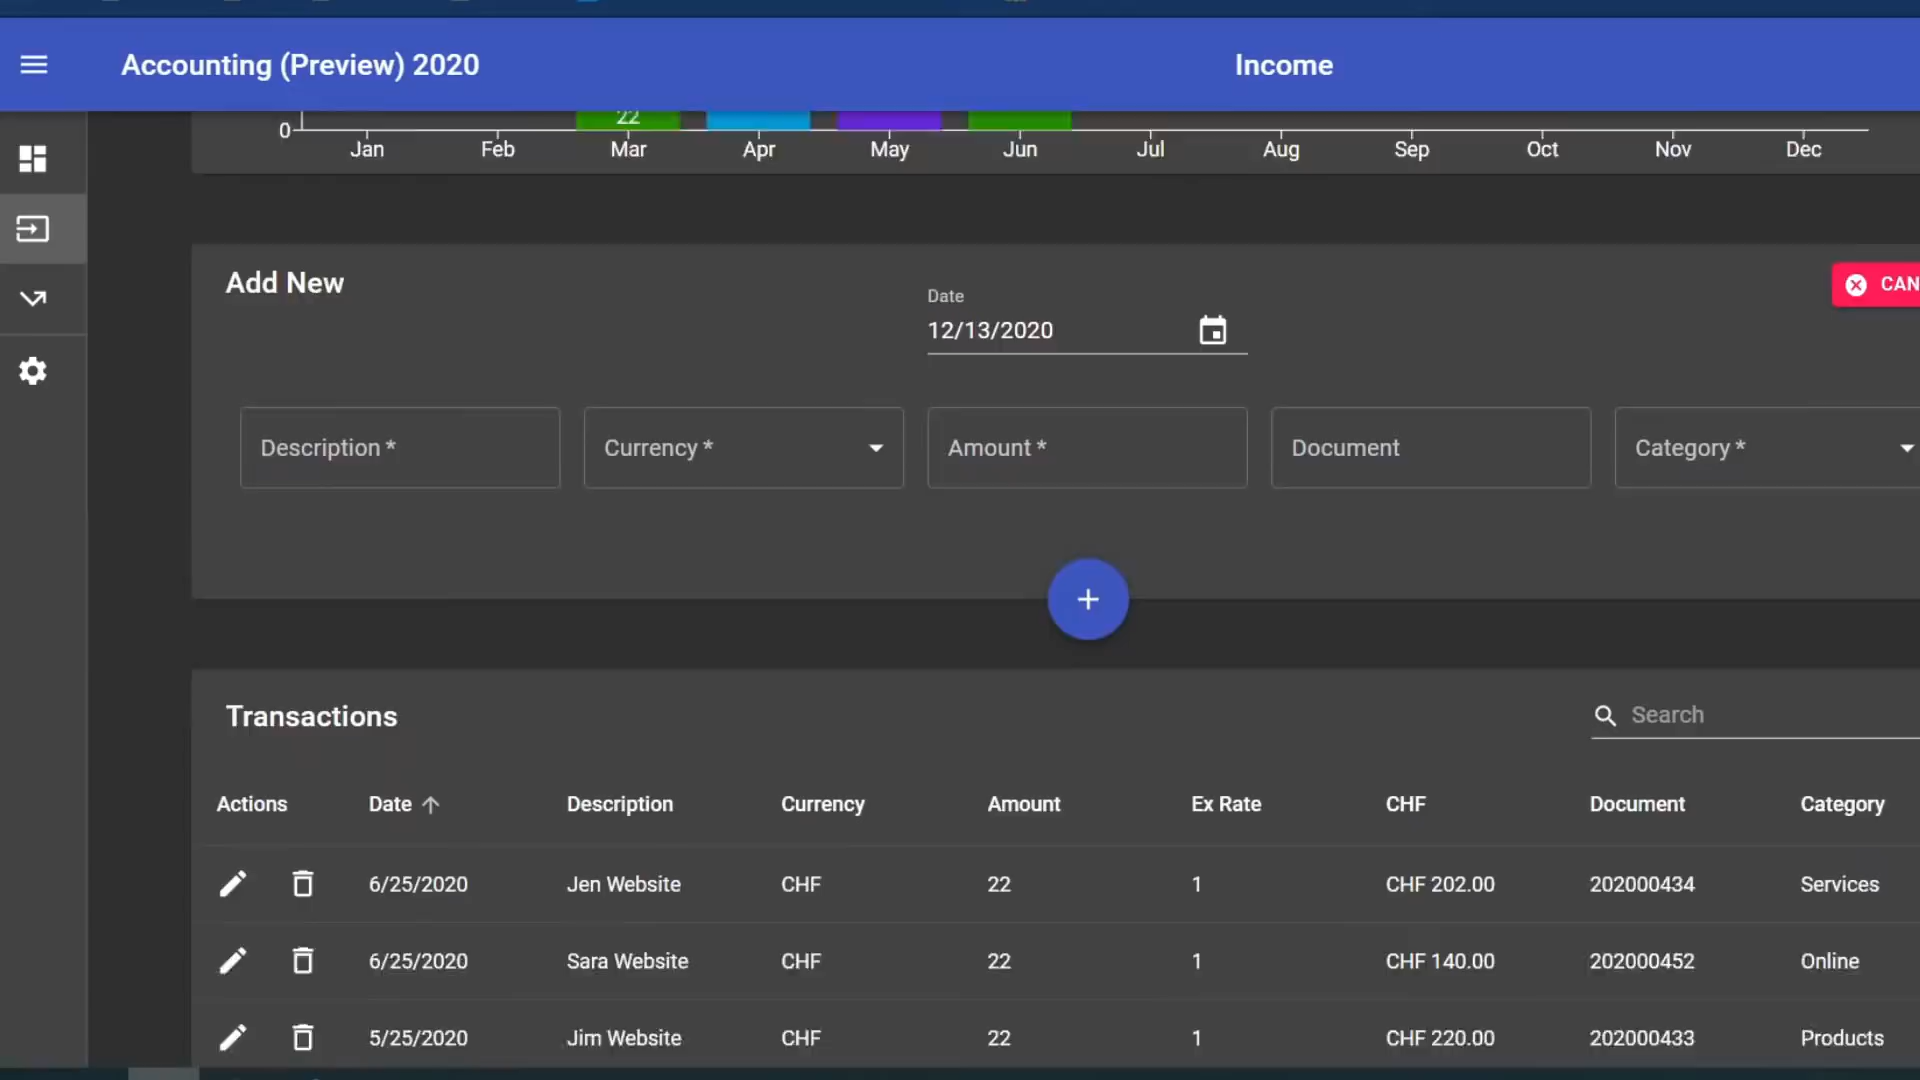 Accounting (Preview) 2020 Income
0 22
Jan Feb Mar Apr May Jun Jul Aug Sep Oct Nov Dec
Add New
Date
12/13/2020
CAN
Description * Currency * Amount * Document Category *
Transactions Search
Actions Date Description Currency Amount Ex Rate CHF Document Category
6/25/2020 Jen Website CHF 22 1 CHF 202.00 202000434 Services
6/25/2020 Sara Website CHF 22 1 CHF 140.00 202000452 Online
5/25/2020 Jim Website CHF 22 1 CHF 220.00 202000433 Products